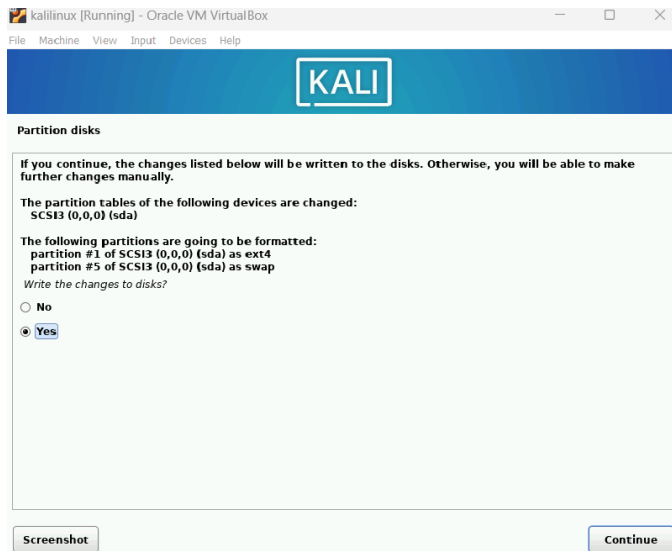 kalilinux [Running] - Oracle VM VirtualBox
File Machine View Input Devices Help
KALI
Partition disks
If you continue, the changes listed below will be written to the disks. Otherwise, you will be able to make
further changes manually.
The partition tables of the following devices are changed:
SCSI3 (0,0,0) (sda)
The following partitions are going to be formatted:
partition #1 of SCSI3 (0,0,0) (sda) as ext4
partition #5 of SCSI3 (0,0,0) (sda) as swap
Write the changes to disks?
No
Yes
Screenshot Continue